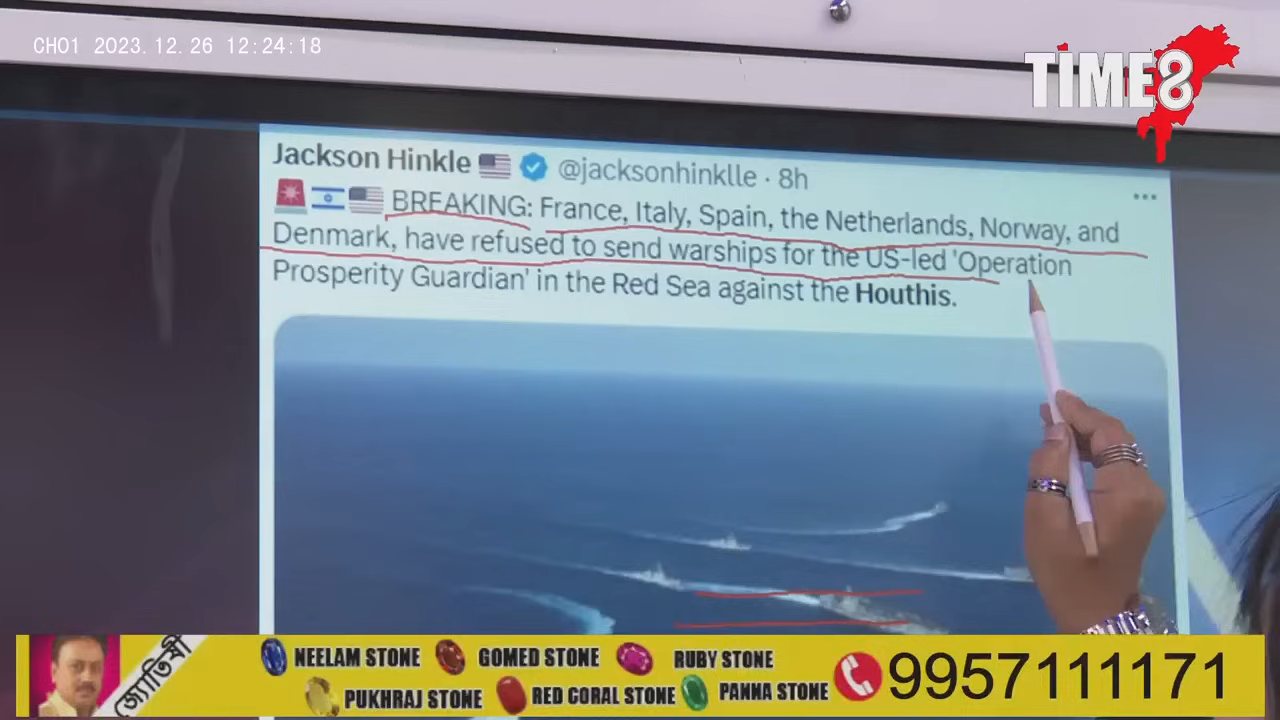 CH01 2023.12.26 12:24:18
TIME8
Jackson Hinkle @jacksonhinklle · 8h
BREAKING: France, Italy, Spain, the Netherlands, Norway, and
Denmark, have refused to send warships for the US-led 'Operation
Prosperity Guardian' in the Red Sea against the Houthis.
জ্যোতিষী
NEELAM STONE GOMED STONE RUBY STONE
PUKHRAJ STONE RED CORAL STONE PANNA STONE
9957111171